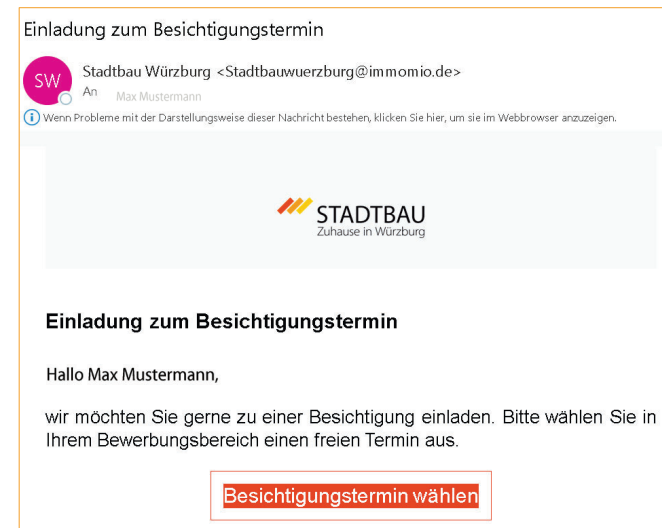 Einladung zum Besichtigungstermin
SW
Stadtbau Würzburg <Stadtbauwuerzburg@immomio.de>
An Max Mustermann
Wenn Probleme mit der Darstellungsweise dieser Nachricht bestehen, klicken Sie hier, um sie im Webbrowser anzuzeigen.
STADTBAU
Zuhause in Würzburg
Einladung zum Besichtigungstermin
Hallo Max Mustermann,
wir möchten Sie gerne zu einer Besichtigung einladen. Bitte wählen Sie in
Ihrem Bewerbungsbereich einen freien Termin aus.
Besichtigungstermin wählen